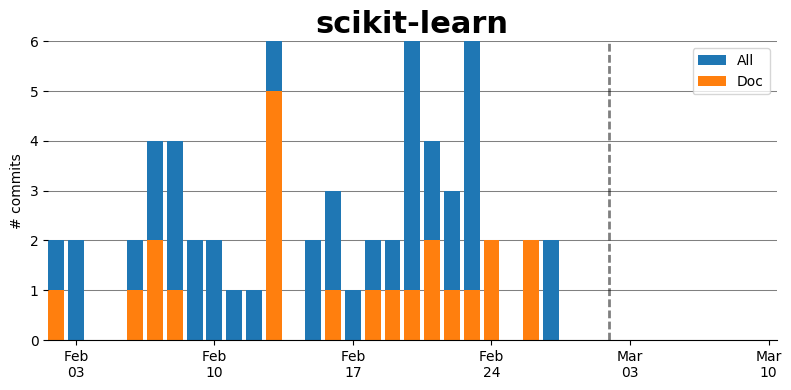 scikit-learn
# commits
6
5
4
3
2
1
0
All
Doc
Feb
03
Feb
10
Feb
17
Feb
24
Mar
03
Mar
10